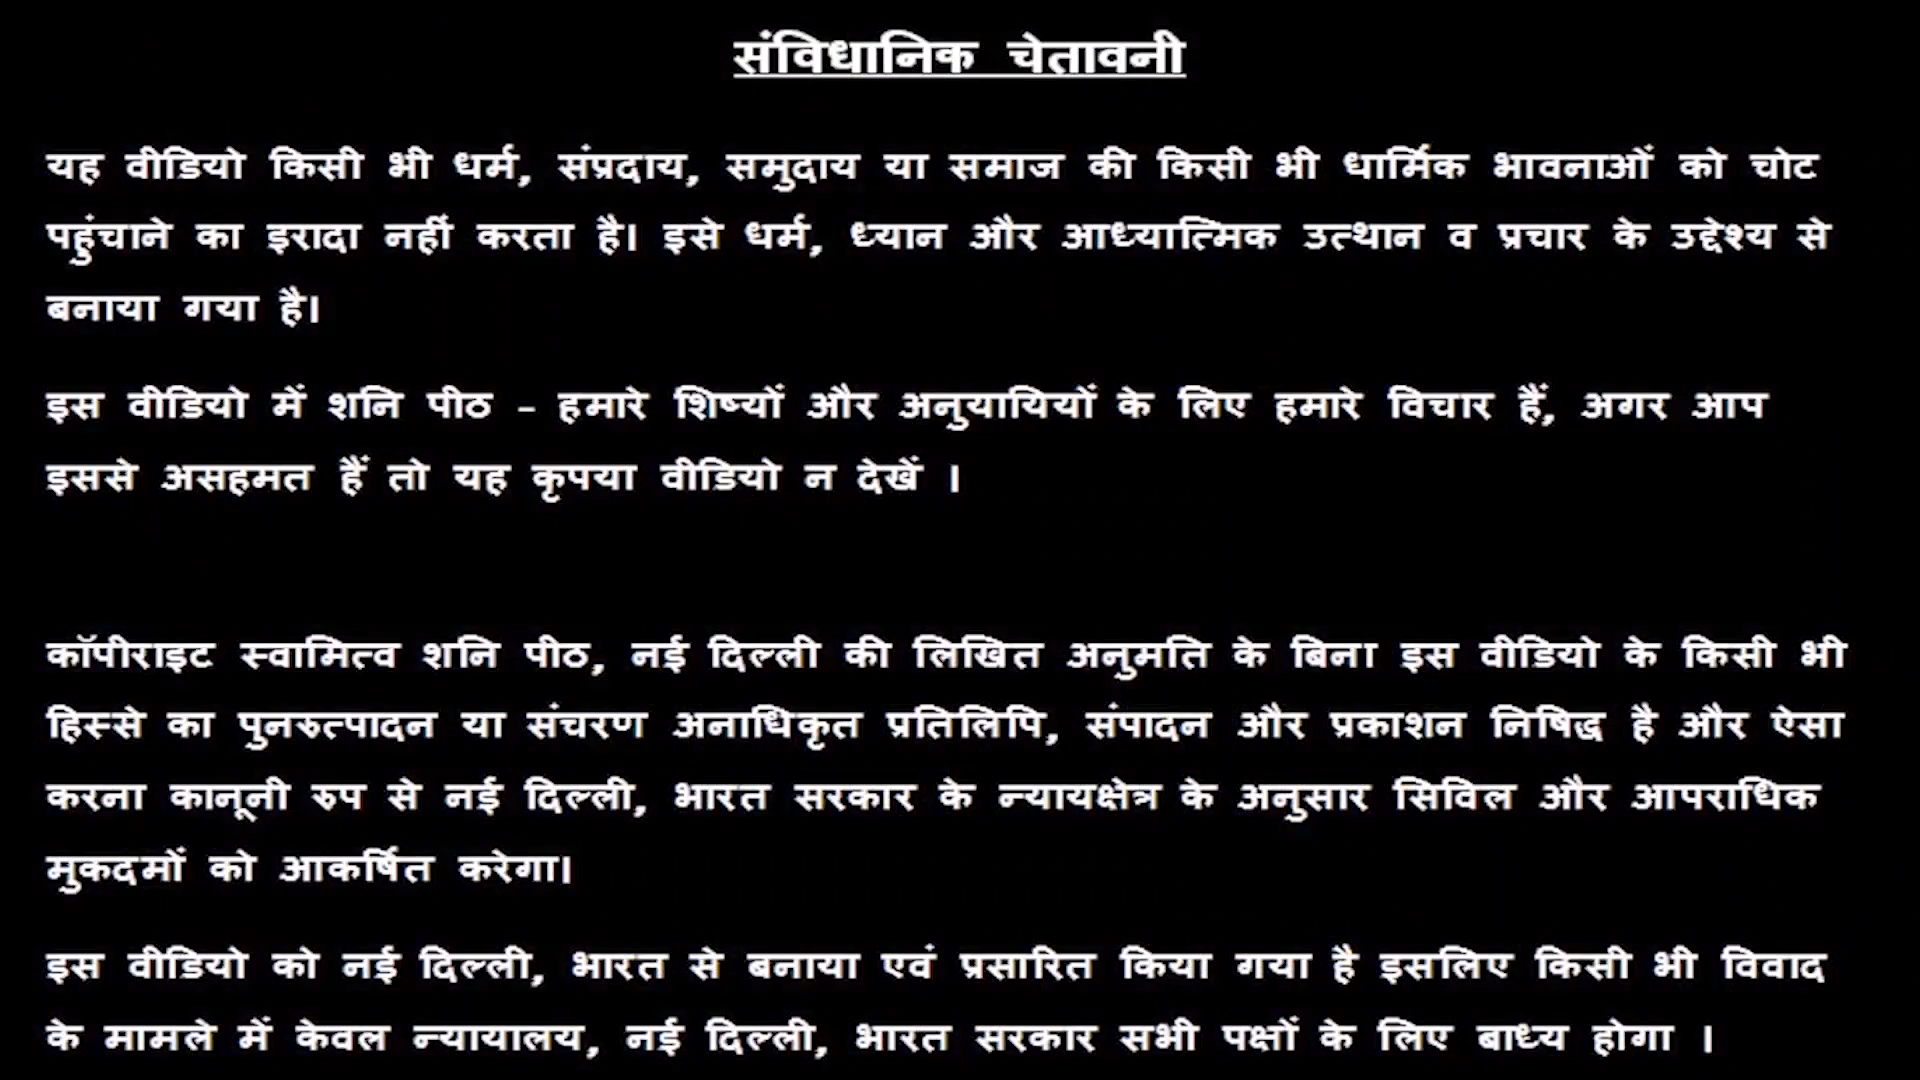 संविधानिक चेतावनी
यह वीडियो किसी भी धर्म, संप्रदाय, समुदाय या समाज की किसी भी धार्मिक भावनाओं को चोट
पहुंचाने का इरादा नहीं करता है। इसे धर्म, ध्यान और आध्यात्मिक उत्थान व प्रचार के उद्देश्य से
बनाया गया है।
इस वीडियो में शनि पीठ – हमारे शिष्यों और अनुयायियों के लिए हमारे विचार हैं, अगर आप
इससे असहमत हैं तो यह कृपया वीडियो न देखें ।
कॉपीराइट स्वामित्व शनि पीठ, नई दिल्ली की लिखित अनुमति के बिना इस वीडियो के किसी भी
हिस्से का पुनरुत्पादन या संचरण अनाधिकृत प्रतिलिपि, संपादन और प्रकाशन निषिद्ध है और ऐसा
करना कानूनी रुप से नई दिल्ली, भारत सरकार के न्यायक्षेत्र के अनुसार सिविल और आपराधिक
मुकदमों को आकर्षित करेगा।
इस वीडियो को नई दिल्ली, भारत से बनाया एवं प्रसारित किया गया है इसलिए किसी भी विवाद
के मामले में केवल न्यायालय, नई दिल्ली, भारत सरकार सभी पक्षों के लिए बाध्य होगा ।